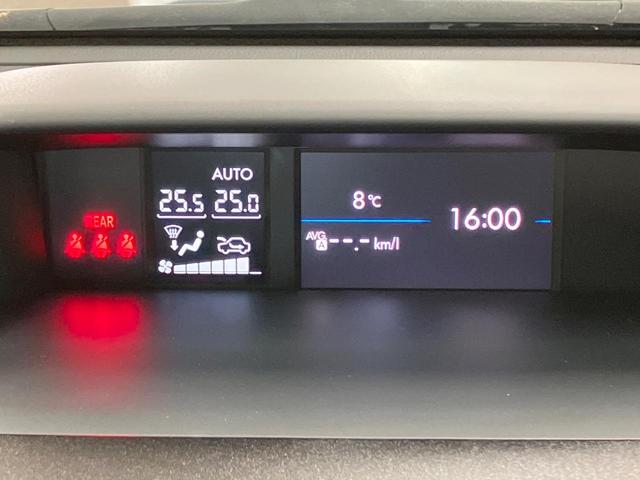 REAR
AUTO
25.5 25.0
8℃
16:00
AVG
A --.- km/l